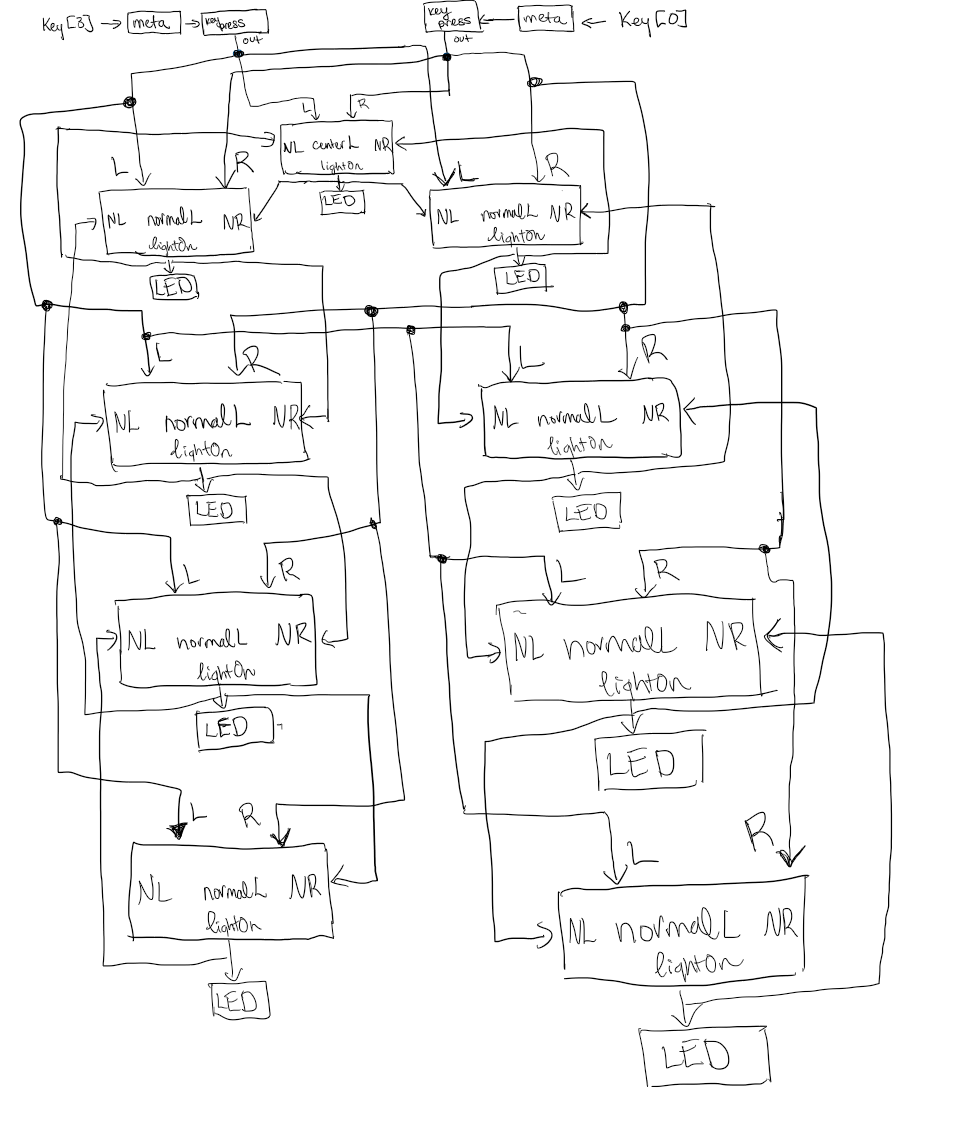 Key[3] meta key press key press meta Key[0]
out out
L R
NL centerL NR
lightOn
L R L R
LED
NL normalL NR NL normalL NR
lightOn lightOn
LED LED
L R L R
NL normalL NR NL normalL NR
lightOn lightOn
LED LED
L R L R
NL normalL NR NL normalL NR
lightOn lightOn
LED LED
L R L R
NL normalL NR NL normalL NR
lightOn lightOn
LED LED